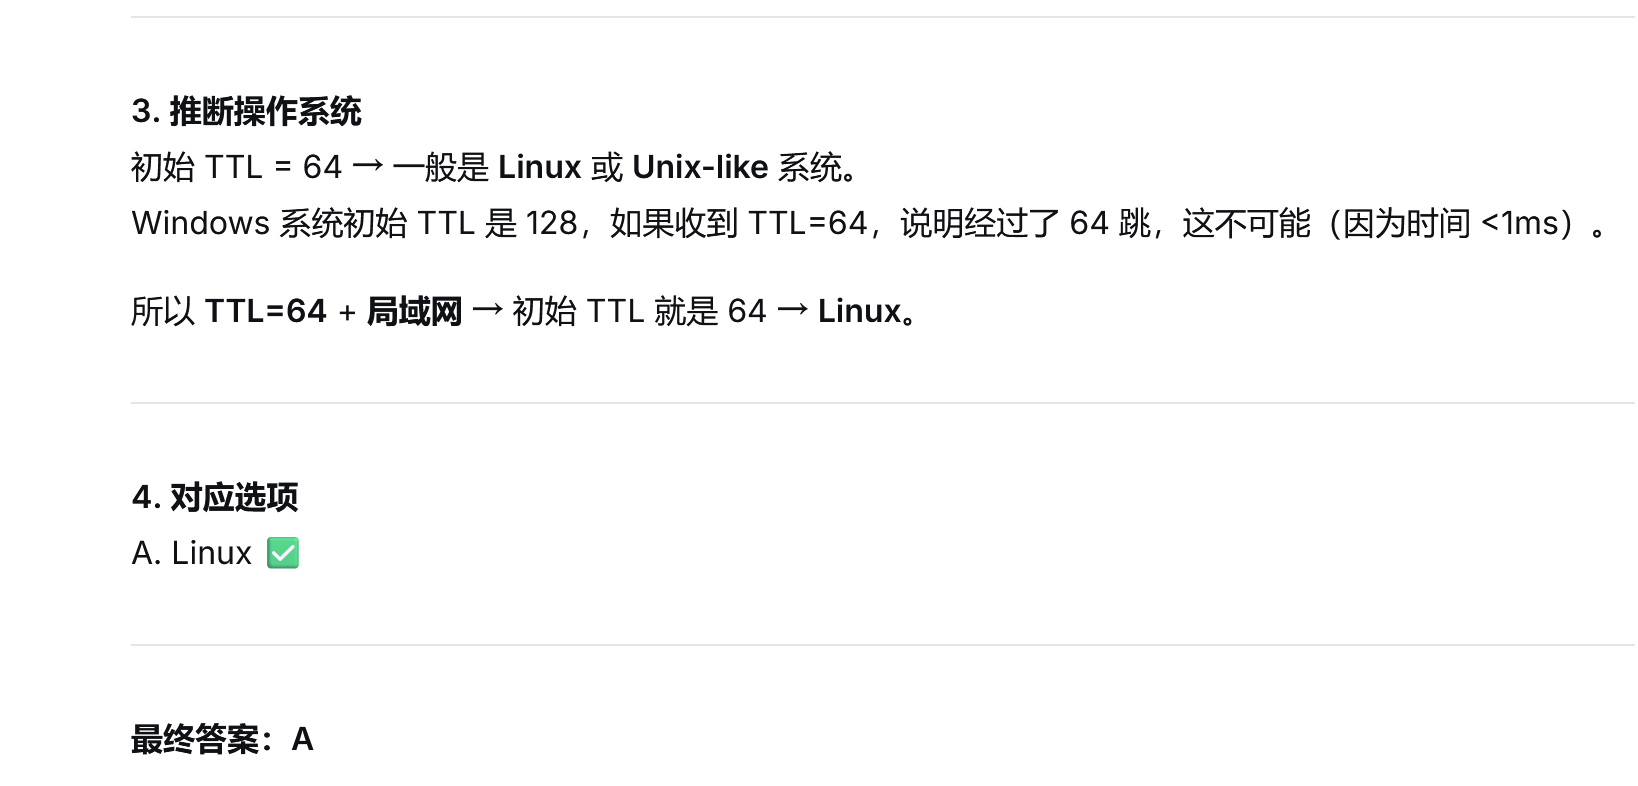 3. 推断操作系统
初始 TTL = 64 → 一般是 Linux 或 Unix-like 系统。
Windows 系统初始 TTL 是 128，如果收到 TTL=64，说明经过了 64 跳，这不可能（因为时间 <1ms）。
所以 TTL=64 + 局域网 → 初始 TTL 就是 64 → Linux。
4. 对应选项
A. Linux ✅
最终答案：A